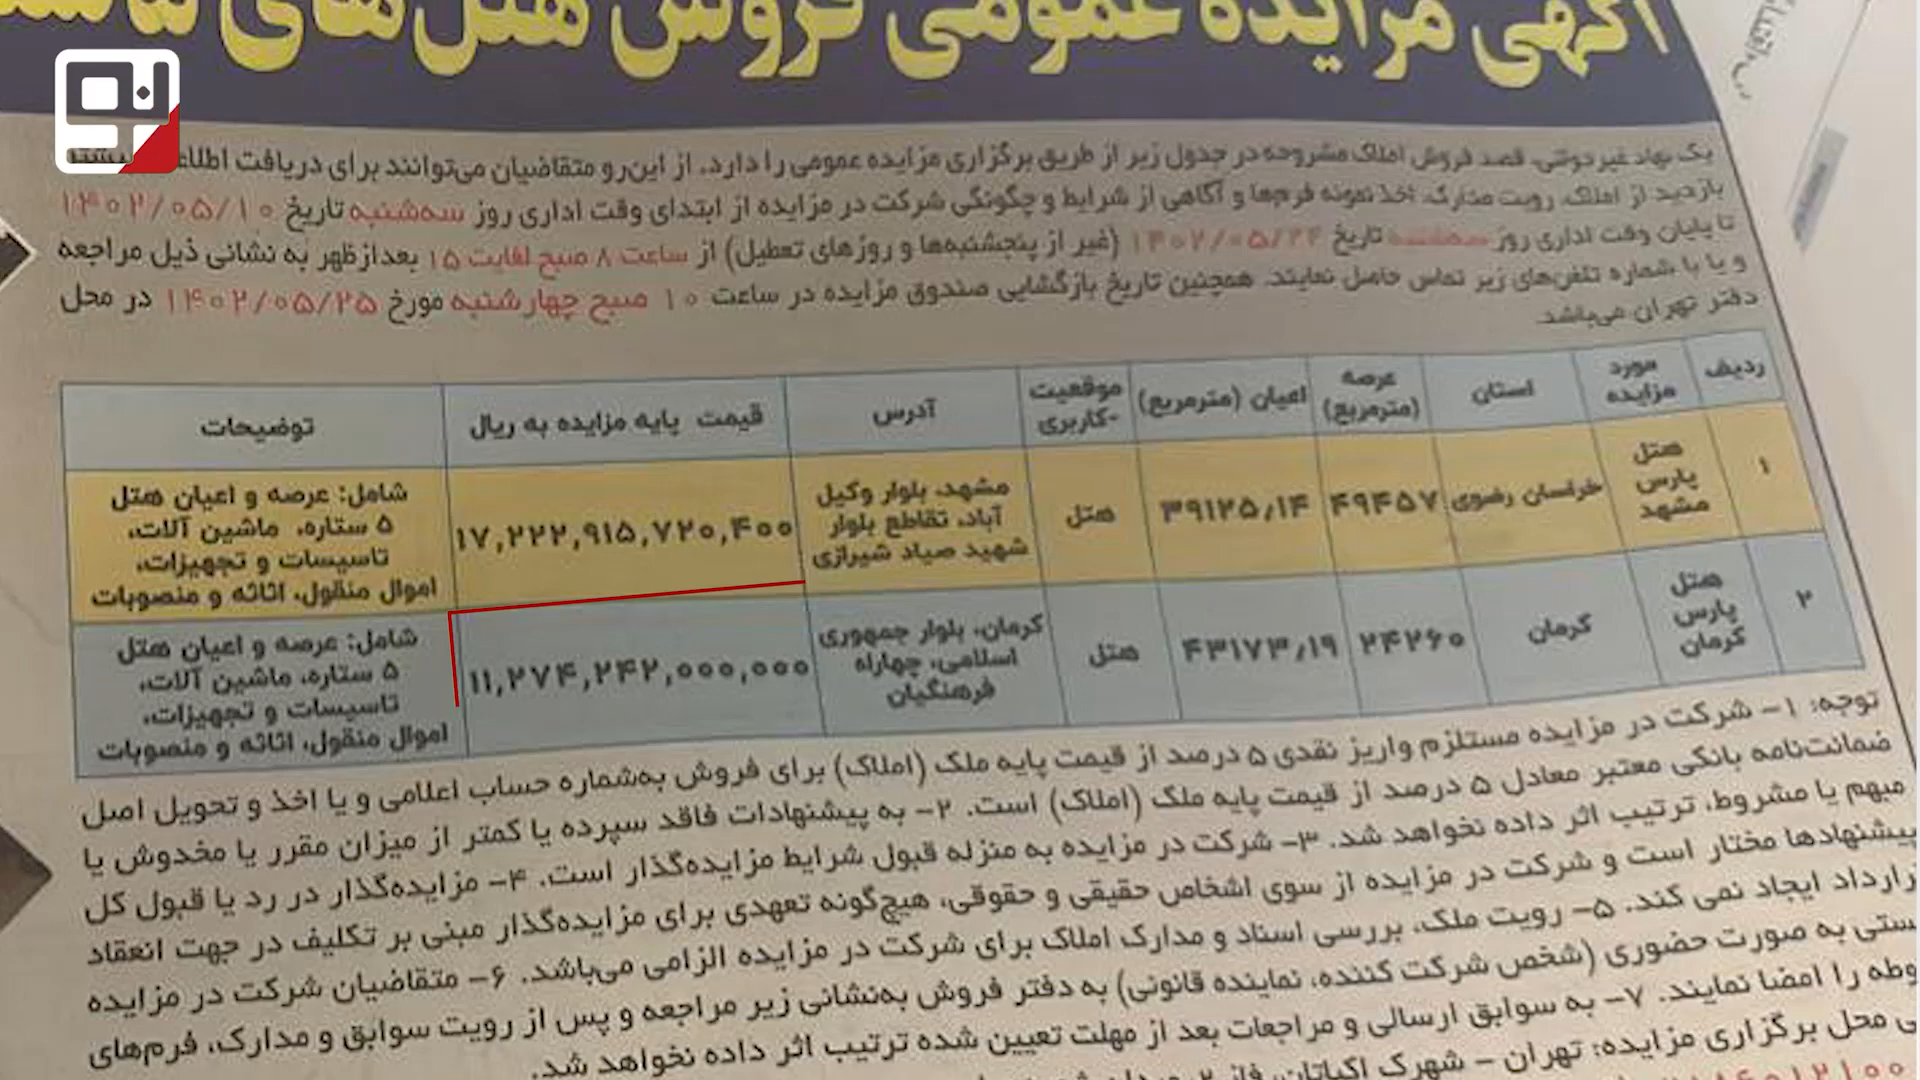 آگهی مزایده عمومی فروش هتل‌های
یک نهاد غیردولتی، قصد فروش املاک مشروحه در جدول زیر از طریق برگزاری مزایده عمومی را دارد. از این‌رو متقاضیان می‌توانند برای دریافت
بازدید از املاک، رویت مدارک، اخذ نمونه فرم‌ها و آگاهی از شرایط و چگونگی شرکت در مزایده از ابتدای وقت اداری روز سه‌شنبه تاریخ ۱۴۰۲/۰۵/۱۰
تا پایان وقت اداری روز سه‌شنبه تاریخ ۱۴۰۲/۰۵/۲۴ (غیر از پنجشنبه‌ها و روزهای تعطیل) از ساعت ۸ صبح لغایت ۱۵ بعدازظهر به نشانی ذیل مراجعه
و یا با شماره تلفن‌های زیر تماس حاصل نمایند. همچنین تاریخ بازگشایی صندوق مزایده در ساعت ۱۰ صبح چهارشنبه مورخ ۱۴۰۲/۰۵/۲۵ در محل
دفتر تهران می‌باشد.
ردیف مورد مزایده استان عرصه (مترمربع) اعیان (مترمربع) موقعیت -کاربری آدرس قیمت پایه مزایده به ریال توضیحات
۱ هتل پارس مشهد خراسان رضوی ۴۹۴۵۷ ۳۹۱۲۵/۱۴ هتل مشهد، بلوار وکیل آباد، تقاطع بلوار شهید صیاد شیرازی ۱۷,۲۲۲,۹۱۵,۷۲۰,۴۰۰ شامل: عرصه و اعیان هتل ۵ ستاره، ماشین آلات، تاسیسات و تجهیزات، اموال منقول، اثاثه و منصوبات
۲ هتل پارس کرمان کرمان ۲۴۲۶۰ ۴۳۱۷۳/۱۹ هتل کرمان، بلوار جمهوری اسلامی، چهاراه فرهنگیان ۱۱,۲۷۴,۲۴۲,۰۰۰,۰۰۰ شامل: عرصه و اعیان هتل ۵ ستاره، ماشین آلات، تاسیسات و تجهیزات، اموال منقول، اثاثه و منصوبات
توجه: ۱- شرکت در مزایده مستلزم واریز نقدی ۵ درصد از قیمت پایه ملک (املاک) برای فروش به‌شماره حساب اعلامی و یا اخذ و تحویل اصل
ضمانت‌نامه بانکی معتبر معادل ۵ درصد از قیمت پایه ملک (املاک) است. ۲- به پیشنهادات فاقد سپرده یا کمتر از میزان مقرر یا مخدوش یا
مبهم یا مشروط، ترتیب اثر داده نخواهد شد. ۳- شرکت در مزایده به منزله قبول شرایط مزایده‌گذار است. ۴- مزایده‌گذار در رد یا قبول کل
پیشنهادها مختار است و شرکت در مزایده از سوی اشخاص حقیقی و حقوقی، هیچ‌گونه تعهدی برای مزایده‌گذار مبنی بر تکلیف در جهت انعقاد
ایجاد نمی کند. ۵- رویت ملک، بررسی اسناد و مدارک املاک برای شرکت در مزایده الزامی می‌باشد. ۶- متقاضیان شرکت در مزایده
به صورت حضوری (شخص شرکت کننده، نماینده قانونی) به دفتر فروش به‌نشانی زیر مراجعه و پس از رویت سوابق و مدارک، فرم‌های
را امضا نمایند. ۷- به سوابق ارسالی و مراجعات بعد از مهلت تعیین شده ترتیب اثر داده نخواهد شد.
محل برگزاری مزایده: تهران - شهرک اکباتان، فاز ۲